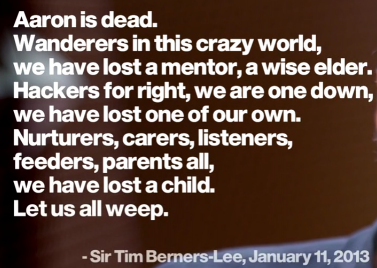 Aaron is dead.
Wanderers in this crazy world,
we have lost a mentor, a wise elder.
Hackers for right, we are one down,
we have lost one of our own.
Nurturers, carers, listeners,
feeders, parents all,
we have lost a child.
Let us all weep.
- Sir Tim Berners-Lee, January 11, 2013